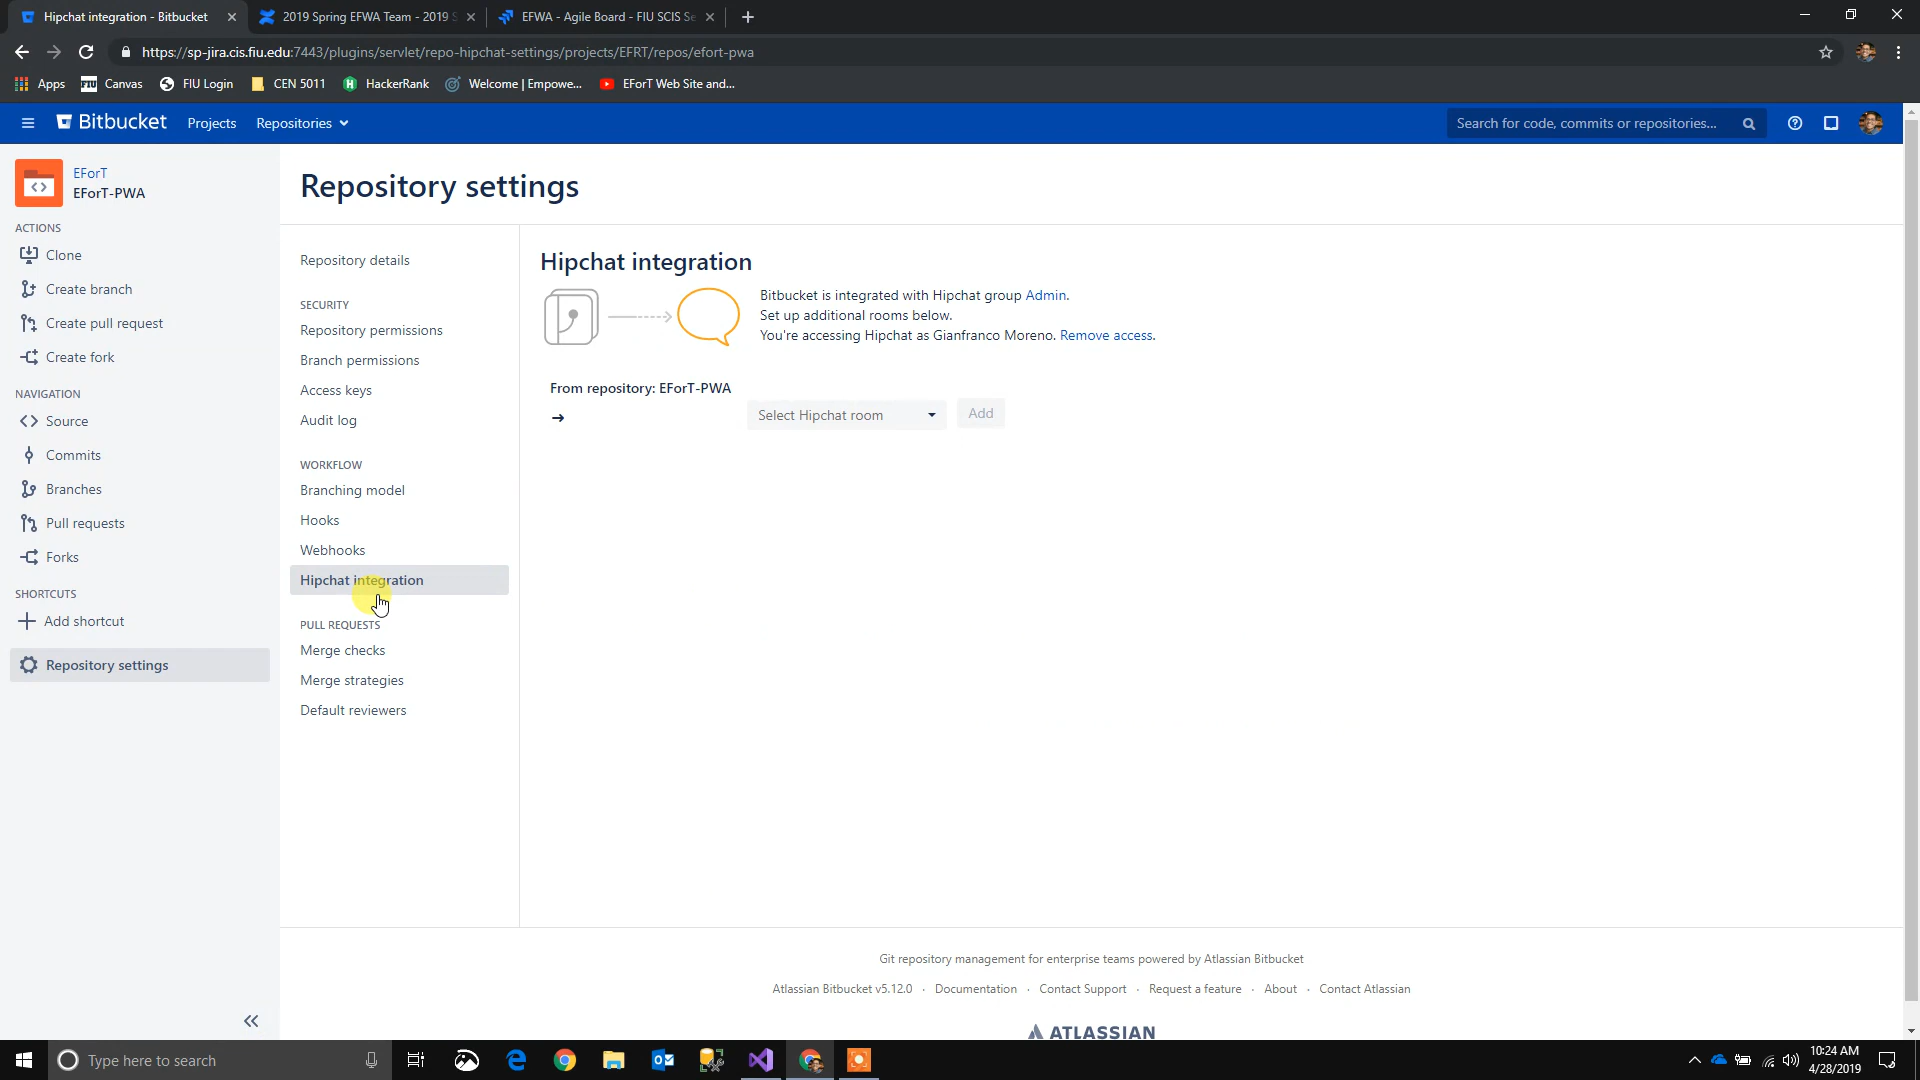 Hipchat integration - Bitbucket
2019 Spring EFWA Team - 2019 S
EFWA - Agile Board - FIU SCIS Se
https://sp-jira.cis.fiu.edu:7443/plugins/servlet/repo-hipchat-settings/projects/EFRT/repos/efort-pwa
Apps
FIU Canvas
FIU Login
CEN 5011
H HackerRank
Welcome | Empowe...
EForT Web Site and...
Bitbucket
Projects
Repositories
Search for code, commits or repositories...
EForT
EForT-PWA
ACTIONS
Clone
Create branch
Create pull request
Create fork
NAVIGATION
Source
Commits
Branches
Pull requests
Forks
SHORTCUTS
Add shortcut
Repository settings
Repository settings
Repository details
SECURITY
Repository permissions
Branch permissions
Access keys
Audit log
WORKFLOW
Branching model
Hooks
Webhooks
Hipchat integration
PULL REQUESTS
Merge checks
Merge strategies
Default reviewers
Hipchat integration
Bitbucket is integrated with Hipchat group Admin.
Set up additional rooms below.
You're accessing Hipchat as Gianfranco Moreno. Remove access.
From repository: EForT-PWA
Select Hipchat room
Add
Git repository management for enterprise teams powered by Atlassian Bitbucket
Atlassian Bitbucket v5.12.0 · Documentation · Contact Support · Request a feature · About · Contact Atlassian
ATLASSIAN
Type here to search
10:24 AM
4/28/2019